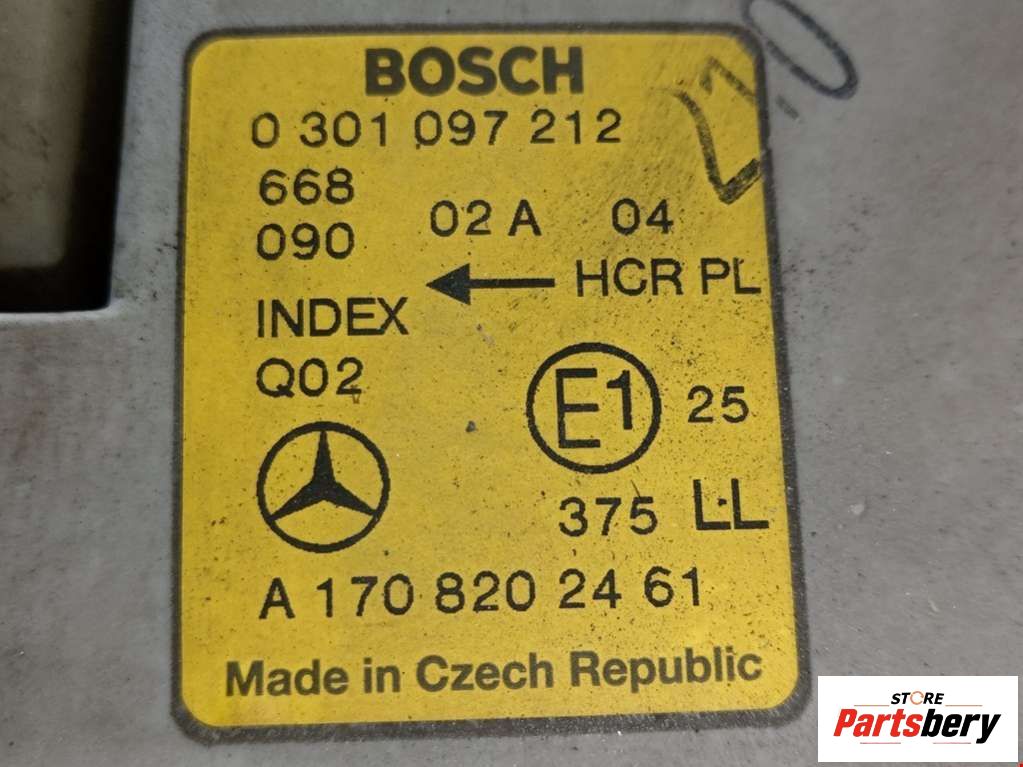 BOSCH
0 301 097 212
668
090 02 A 04
HCR PL
INDEX
Q02
E1 25
375 LL
A 170 820 24 61
Made in Czech Republic
STORE
Partsbery